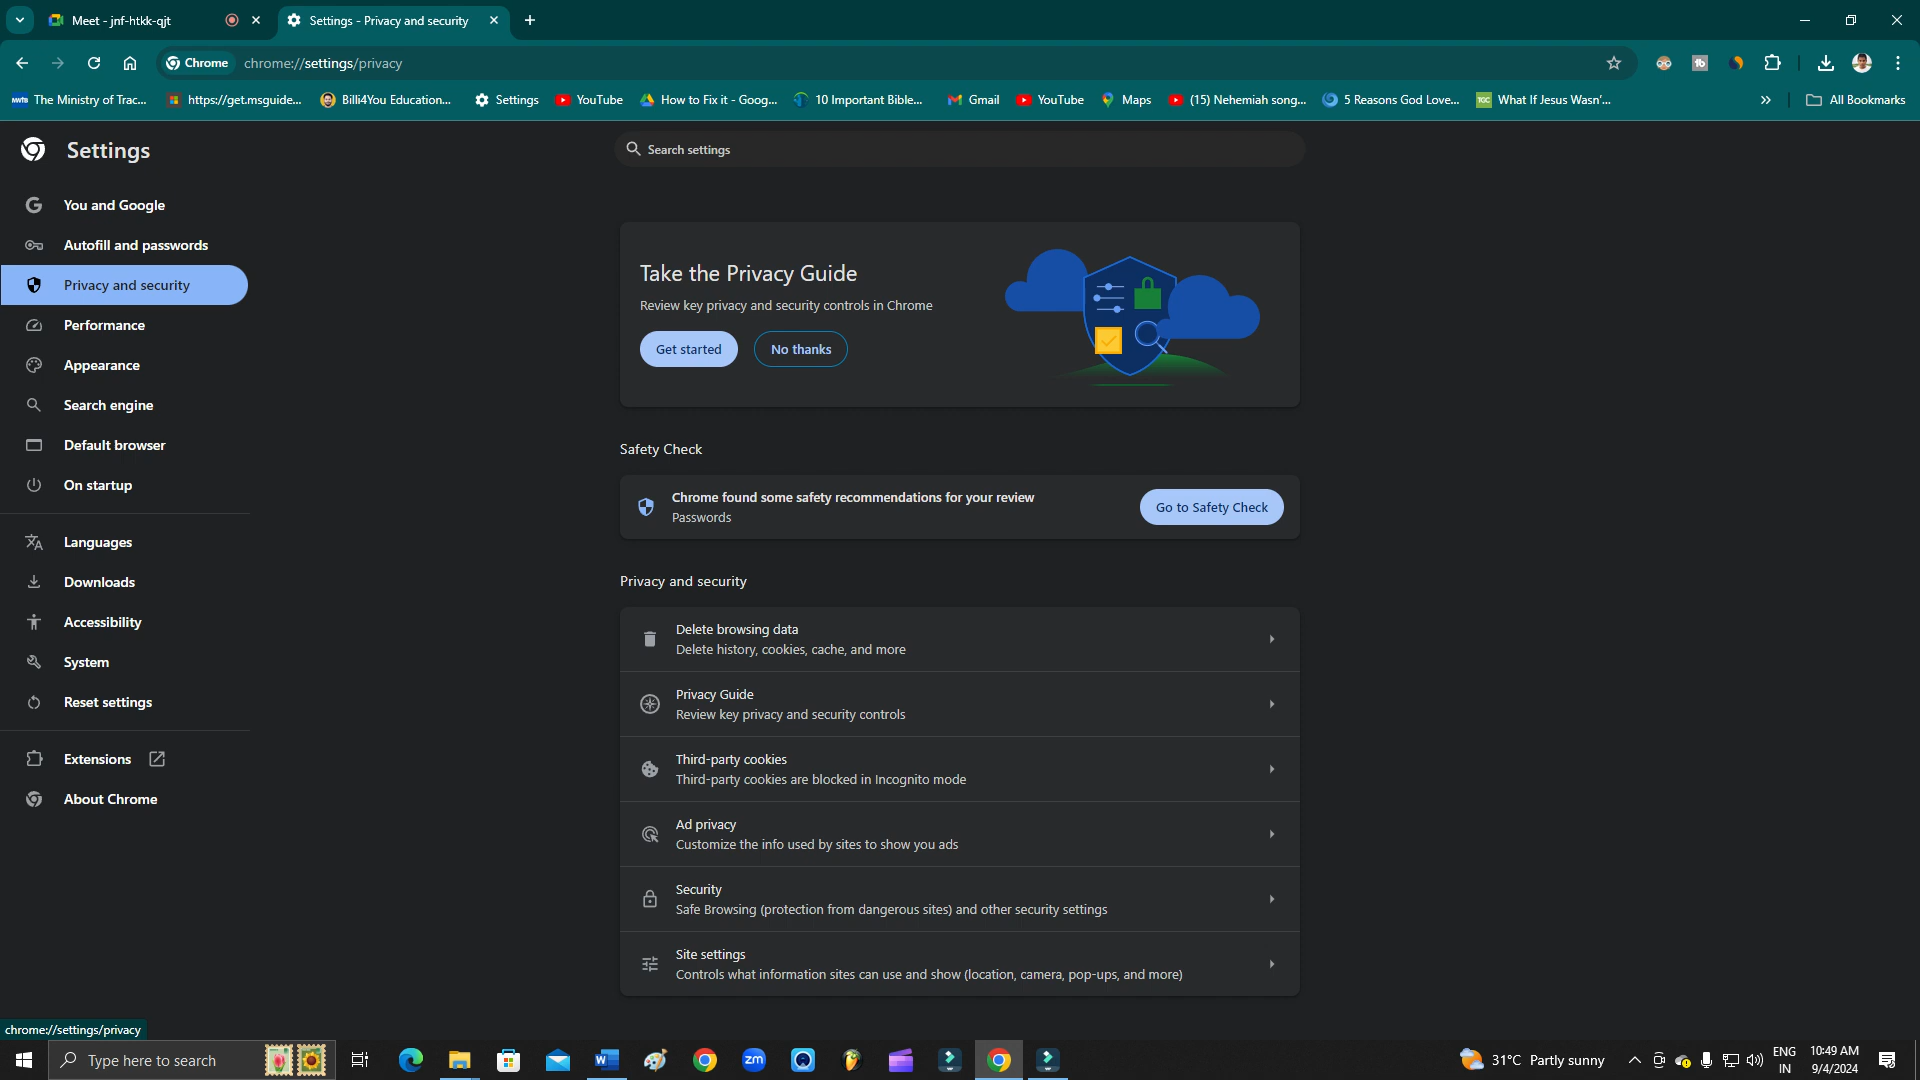 Meet - jnf-htkk-qjt
Settings - Privacy and security
Chrome
chrome://settings/privacy
The Ministry of Trac...
https://get.msguide...
Billi4You Education...
Settings
YouTube
How to Fix it - Goog...
10 Important Bible...
Gmail
YouTube
Maps
(15) Nehemiah song...
5 Reasons God Love...
TGC
What If Jesus Wasn'...
All Bookmarks
Settings
Search settings
You and Google
Autofill and passwords
Privacy and security
Performance
Appearance
Search engine
Default browser
On startup
Languages
Downloads
Accessibility
System
Reset settings
Extensions
About Chrome
Take the Privacy Guide
Review key privacy and security controls in Chrome
Get started
No thanks
Safety Check
Chrome found some safety recommendations for your review
Passwords
Go to Safety Check
Privacy and security
Delete browsing data
Delete history, cookies, cache, and more
Privacy Guide
Review key privacy and security controls
Third-party cookies
Third-party cookies are blocked in Incognito mode
Ad privacy
Customize the info used by sites to show you ads
Security
Safe Browsing (protection from dangerous sites) and other security settings
Site settings
Controls what information sites can use and show (location, camera, pop-ups, and more)
chrome://settings/privacy
Type here to search
zm
31°C Partly sunny
ENG
IN
10:49 AM
9/4/2024